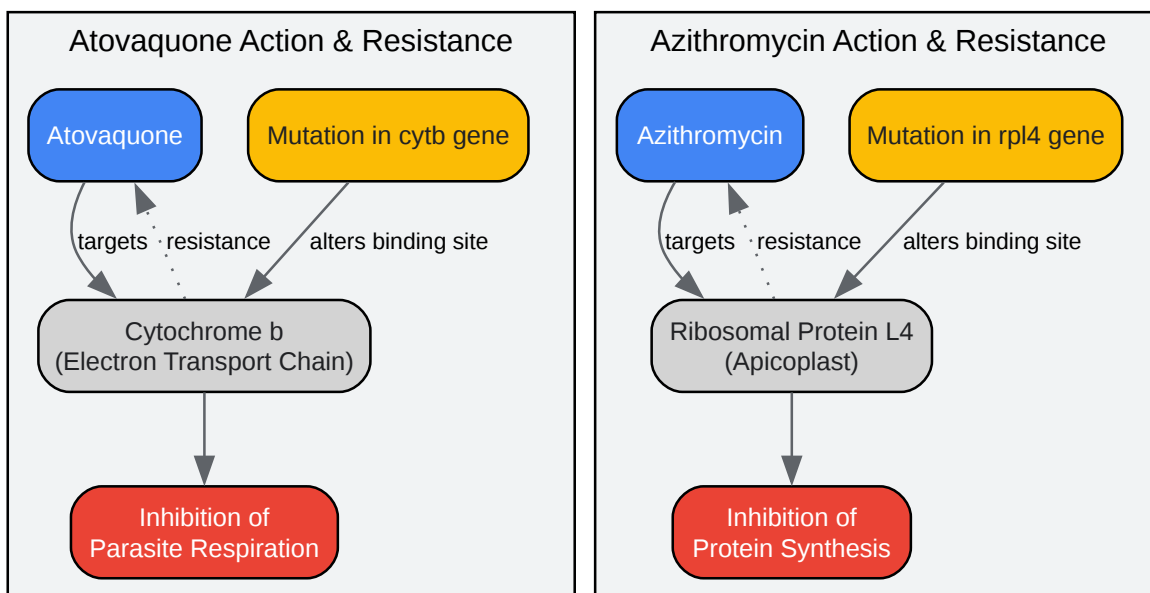 Atovaquone Action & Resistance
Atovaquone
Mutation in cytb gene
targets
resistance
alters binding site
Cytochrome b
(Electron Transport Chain)
Inhibition of
Parasite Respiration
Azithromycin Action & Resistance
Azithromycin
Mutation in rpl4 gene
targets
resistance
alters binding site
Ribosomal Protein L4
(Apicoplast)
Inhibition of
Protein Synthesis